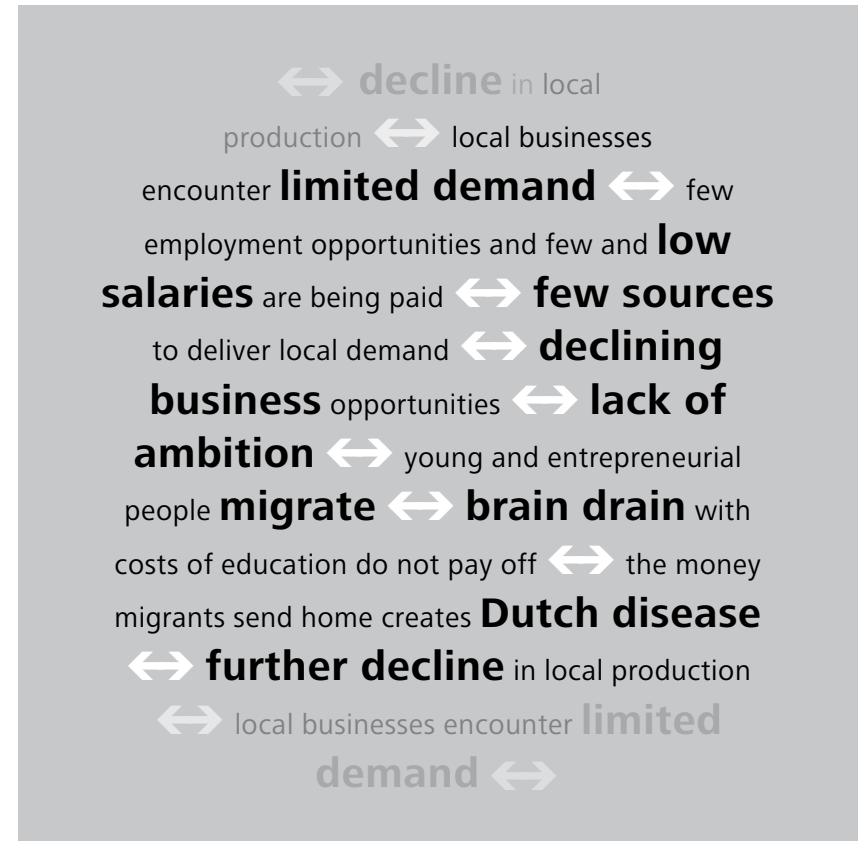 ↔ decline in local
production ↔ local businesses
encounter limited demand ↔ few
employment opportunities and few and low
salaries are being paid ↔ few sources
to deliver local demand ↔ declining
business opportunities ↔ lack of
ambition ↔ young and entrepreneurial
people migrate ↔ brain drain with
costs of education do not pay off ↔ the money
migrants send home creates Dutch disease
↔ further decline in local production
↔ local businesses encounter limited
demand ↔